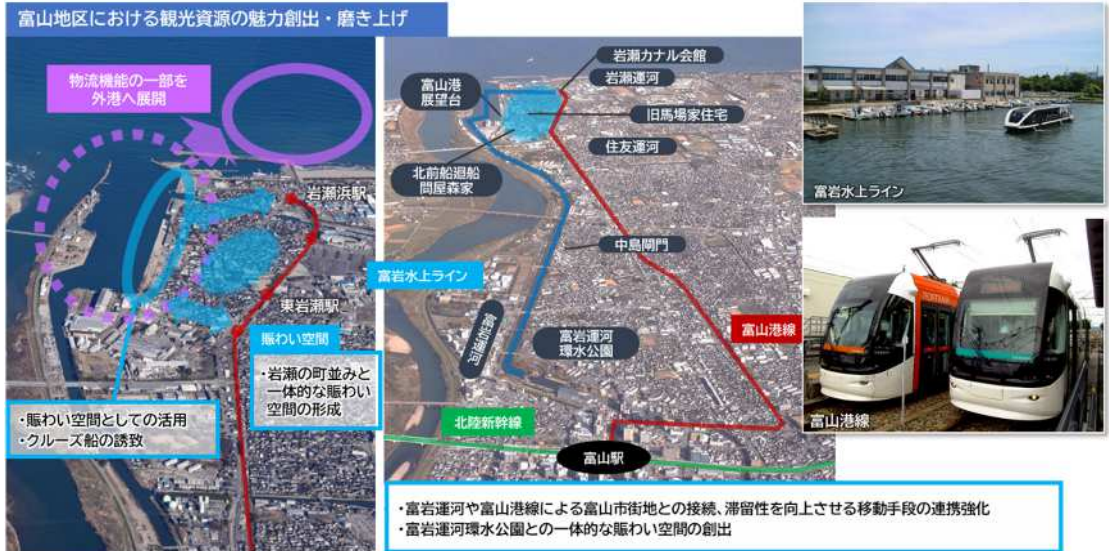 富山地区における観光資源の魅力創出・磨き上げ
物流機能の一部を
外港へ展開
岩瀬浜駅
東岩瀬駅
賑わい空間
・岩瀬の町並みと
一体的な賑わい
空間の形成
・賑わい空間としての活用
・クルーズ船の誘致
岩瀬カナル会館
富山港
展望台
岩瀬運河
旧馬場家住宅
北前船廻船
問屋森家
住友運河
中島閘門
富岩水上ライン
富岩運河
富岩運河
環水公園
富山港線
北陸新幹線
富山駅
富岩水上ライン
富山港線
・富岩運河や富山港線による富山市街地との接続、滞留性を向上させる移動手段の連携強化
・富岩運河環水公園との一体的な賑わい空間の創出